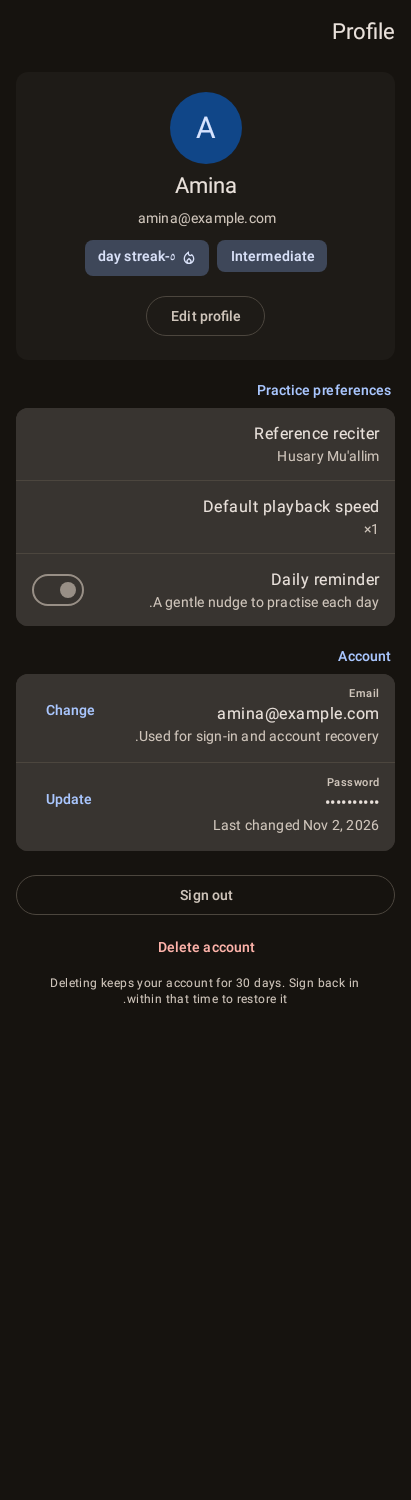 Profile
A
Amina
amina@example.com
Intermediate
day streak-٥
Edit profile
Practice preferences
Reference reciter
Husary Mu'allim
Default playback speed
×1
Daily reminder
.A gentle nudge to practise each day
Account
Email
amina@example.com
.Used for sign-in and account recovery
Change
Password
••••••••••
Last changed Nov 2, 2026
Update
Sign out
Delete account
Deleting keeps your account for 30 days. Sign back in
.within that time to restore it